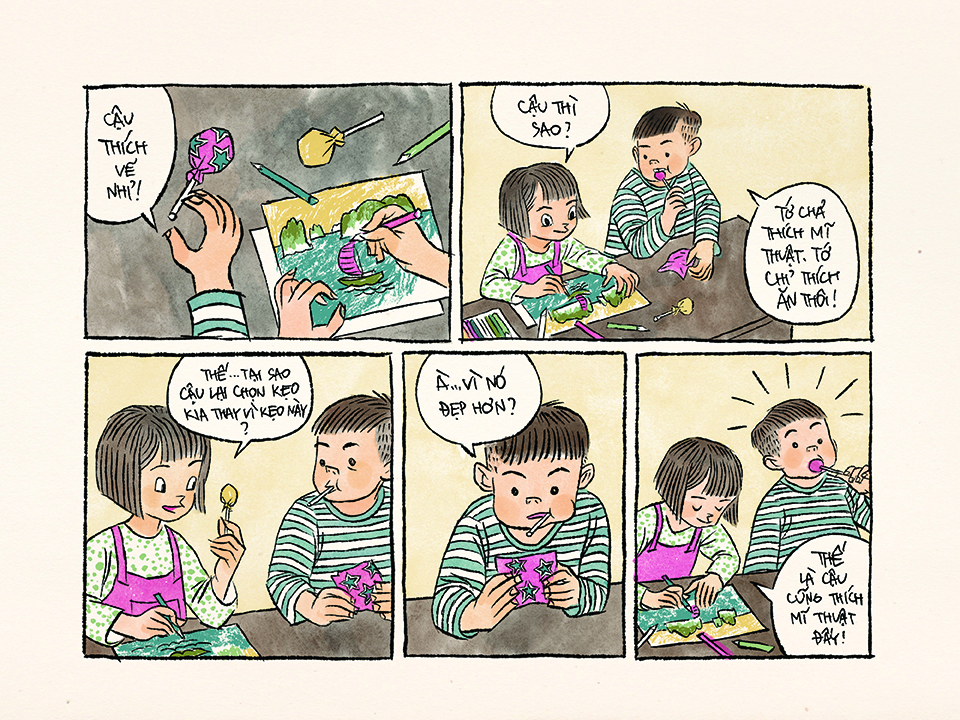 CẬU
THÍCH
VẼ
NHỈ!
CẬU THÌ
SAO?
TỚ CHẢ
THÍCH MĨ
THUẬT. TỚ
CHỈ THÍCH
ĂN THÔI!
THẾ...TẠI SAO
CẬU LẠI CHỌN KẸO
KIA THAY VÌ KẸO NÀY
?
À...VÌ NÓ
ĐẸP HƠN?
THẾ
LÀ CẬU
CŨNG THÍCH
MĨ THUẬT
ĐẤY!